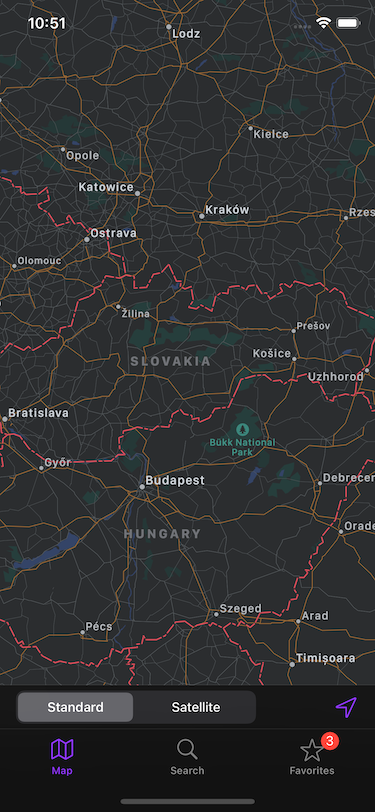 10:51
Lodz
Kielce
Opole
Katowice
Kraków
Rzes
Ostrava
Olomouc
Žilina
Prešov
Košice
SLOVAKIA
Uzhhorod
Bratislava
Bükk National
Park
Győr
Budapest
Debrecen
Orade
HUNGARY
Szeged
Arad
Pécs
Timișoara
Standard
Satellite
3
Map
Search
Favorites